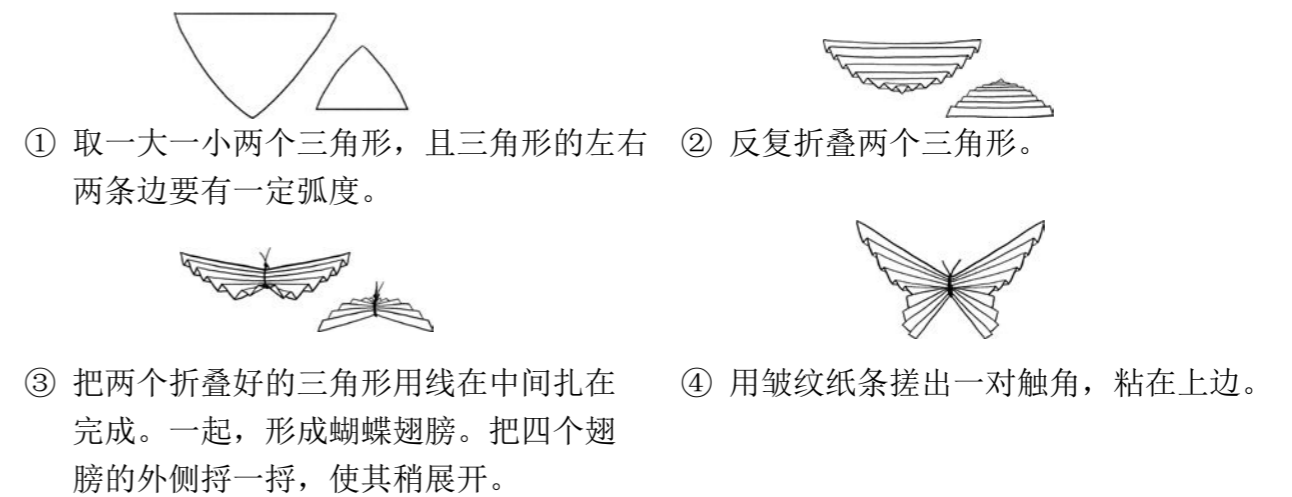 ① 取一大一小两个三角形，且三角形的左右
两条边要有一定弧度。
② 反复折叠两个三角形。
③ 把两个折叠好的三角形用线在中间扎在
完成。一起，形成蝴蝶翅膀。把四个翅
膀的外侧捋一捋，使其稍展开。
④ 用皱纹纸条搓出一对触角，粘在上边。